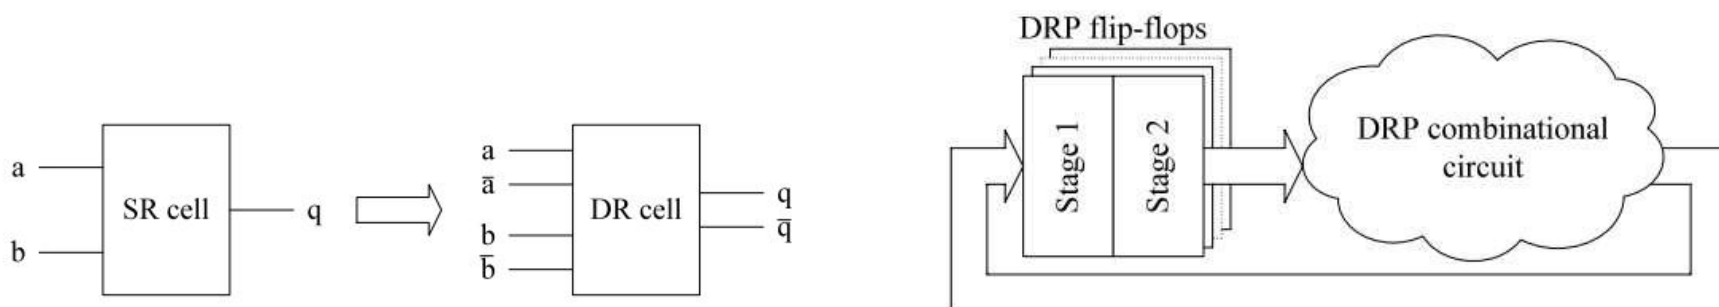 a
b
SR cell
q
a
ā
b
b̄
DR cell
q
q̄
DRP flip-flops
Stage 1
Stage 2
DRP combinational
circuit